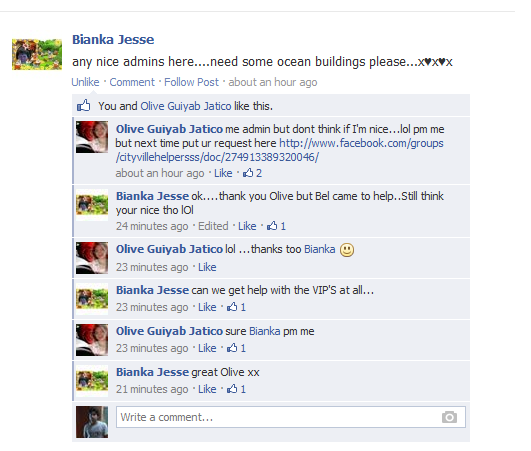 Bianka Jesse
any nice admins here....need some ocean buildings please...x♥x♥x
Unlike · Comment · Follow Post · about an hour ago
You and Olive Guiyab Jatico like this.
Olive Guiyab Jatico me admin but dont think if I'm nice...lol pm me
but next time put ur request here http://www.facebook.com/groups
/cityvillehelpersss/doc/274913389320046/
about an hour ago · Like · 2
Bianka Jesse ok....thank you Olive but Bel came to help..Still think
your nice tho lOl
24 minutes ago · Edited · Like · 1
Olive Guiyab Jatico lol ...thanks too Bianka
23 minutes ago · Like
Bianka Jesse can we get help with the VIP'S at all...
23 minutes ago · Like · 1
Olive Guiyab Jatico sure Bianka pm me
23 minutes ago · Like · 1
Bianka Jesse great Olive xx
21 minutes ago · Like · 1
Write a comment...